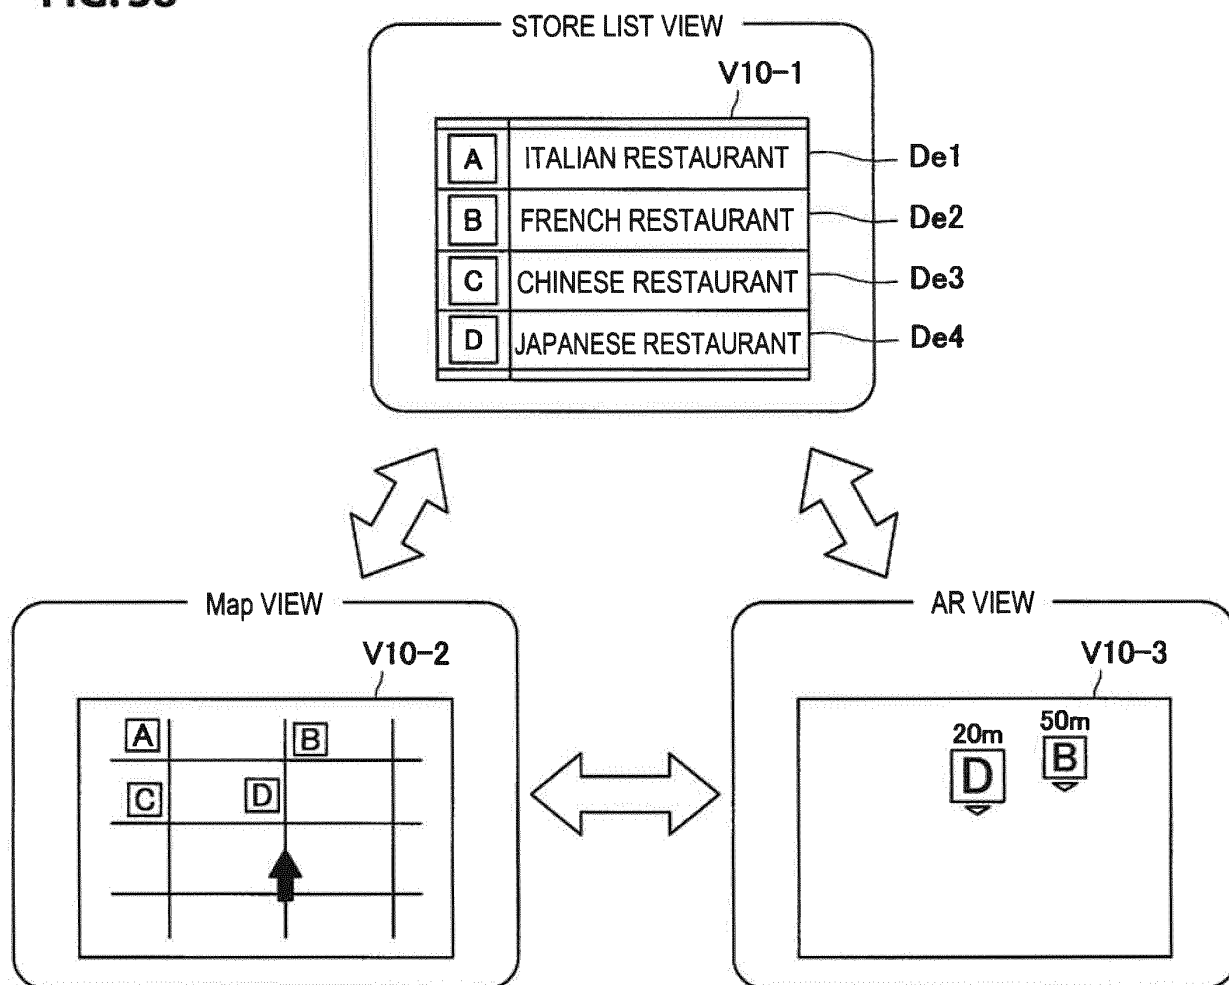 STORE LIST VIEW
V10-1
A ITALIAN RESTAURANT De1
B FRENCH RESTAURANT De2
C CHINESE RESTAURANT De3
D JAPANESE RESTAURANT De4
Map VIEW
V10-2
A B
C D
AR VIEW
V10-3
20m 50m
D B